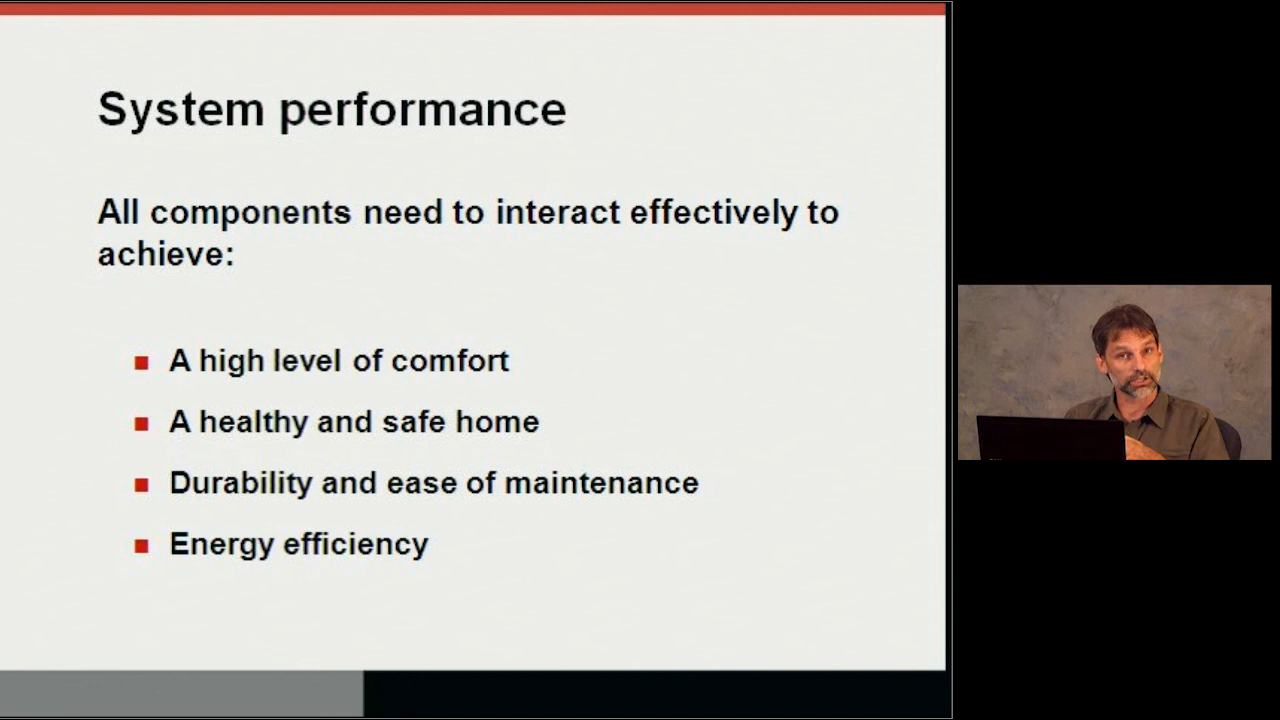 System performance
All components need to interact effectively to
achieve:
A high level of comfort
A healthy and safe home
Durability and ease of maintenance
Energy efficiency